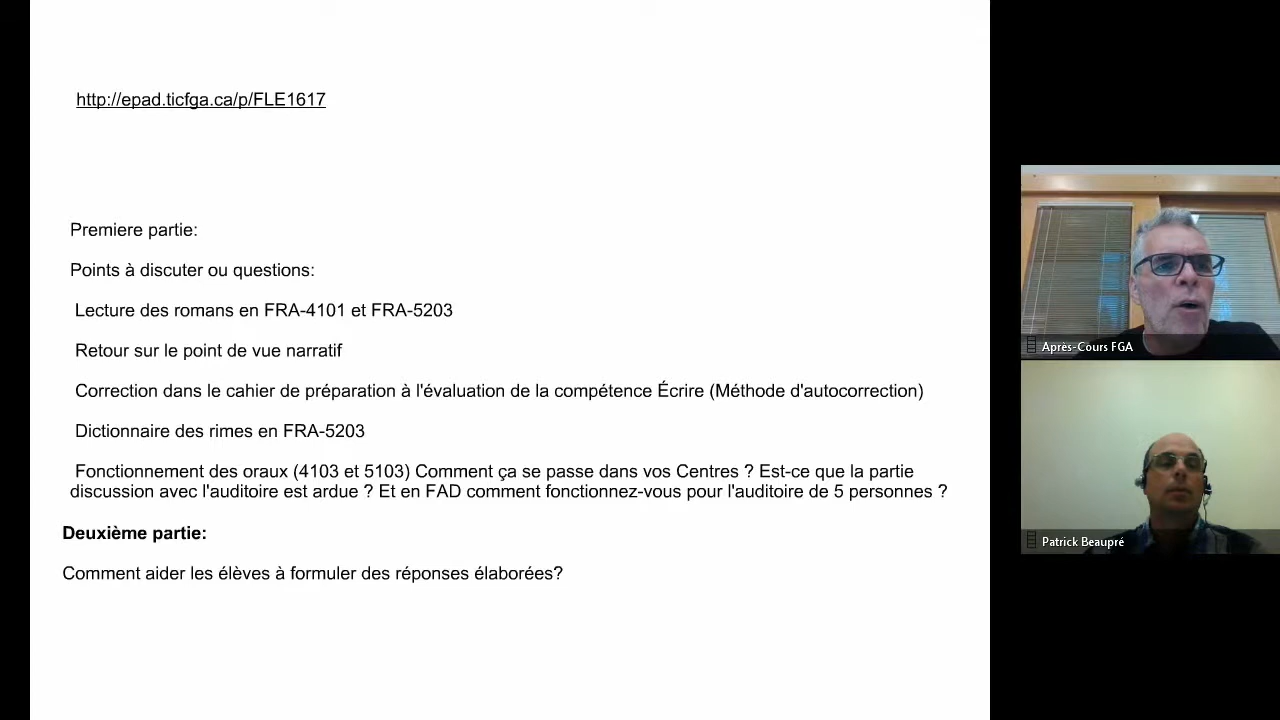 http://epad.ticfga.ca/p/FLE1617
Premiere partie:
Points à discuter ou questions:
Lecture des romans en FRA-4101 et FRA-5203
Retour sur le point de vue narratif
Correction dans le cahier de préparation à l'évaluation de la compétence Écrire (Méthode d'autocorrection)
Dictionnaire des rimes en FRA-5203
Fonctionnement des oraux (4103 et 5103) Comment ça se passe dans vos Centres ? Est-ce que la partie
discussion avec l'auditoire est ardue ? Et en FAD comment fonctionnez-vous pour l'auditoire de 5 personnes ?
Deuxième partie:
Comment aider les élèves à formuler des réponses élaborées?
Après-Cours FGA
Patrick Beaupré